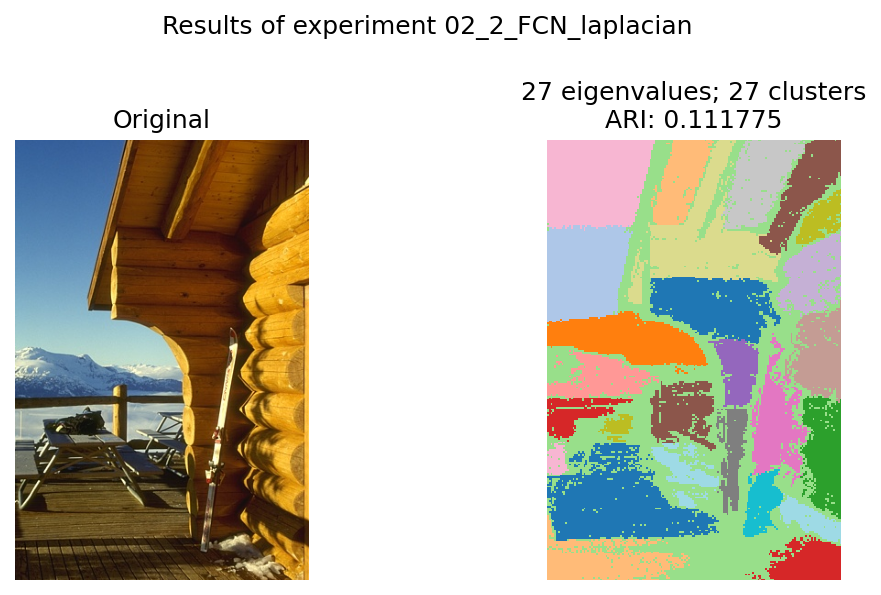 Results of experiment 02_2_FCN_laplacian
Original
27 eigenvalues; 27 clusters
ARI: 0.111775